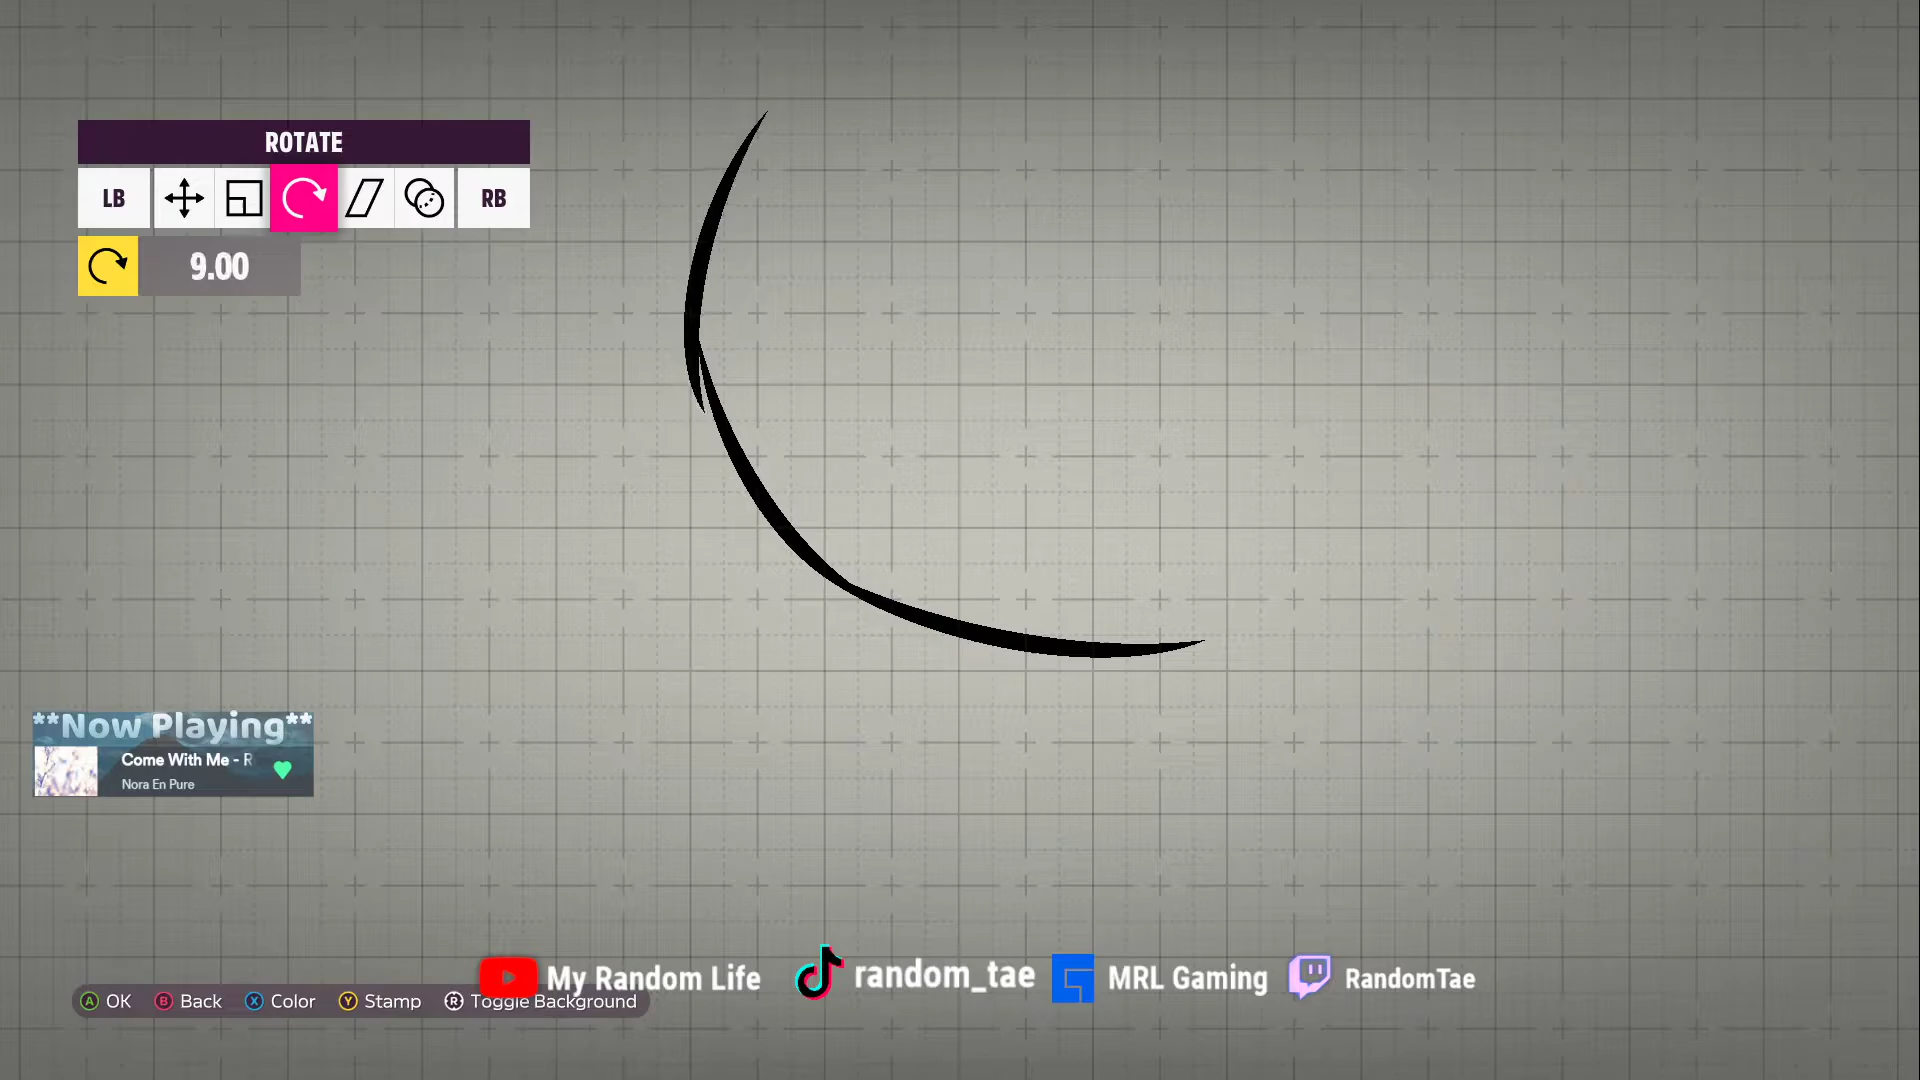 ROTATE
LB
RB
9.00
**Now Playing**
Come With Me - R
Nora En Pure
My Random Life
random_tae
MRL Gaming
RandomTae
A OK B Back X Color Y Stamp R Toggle Background